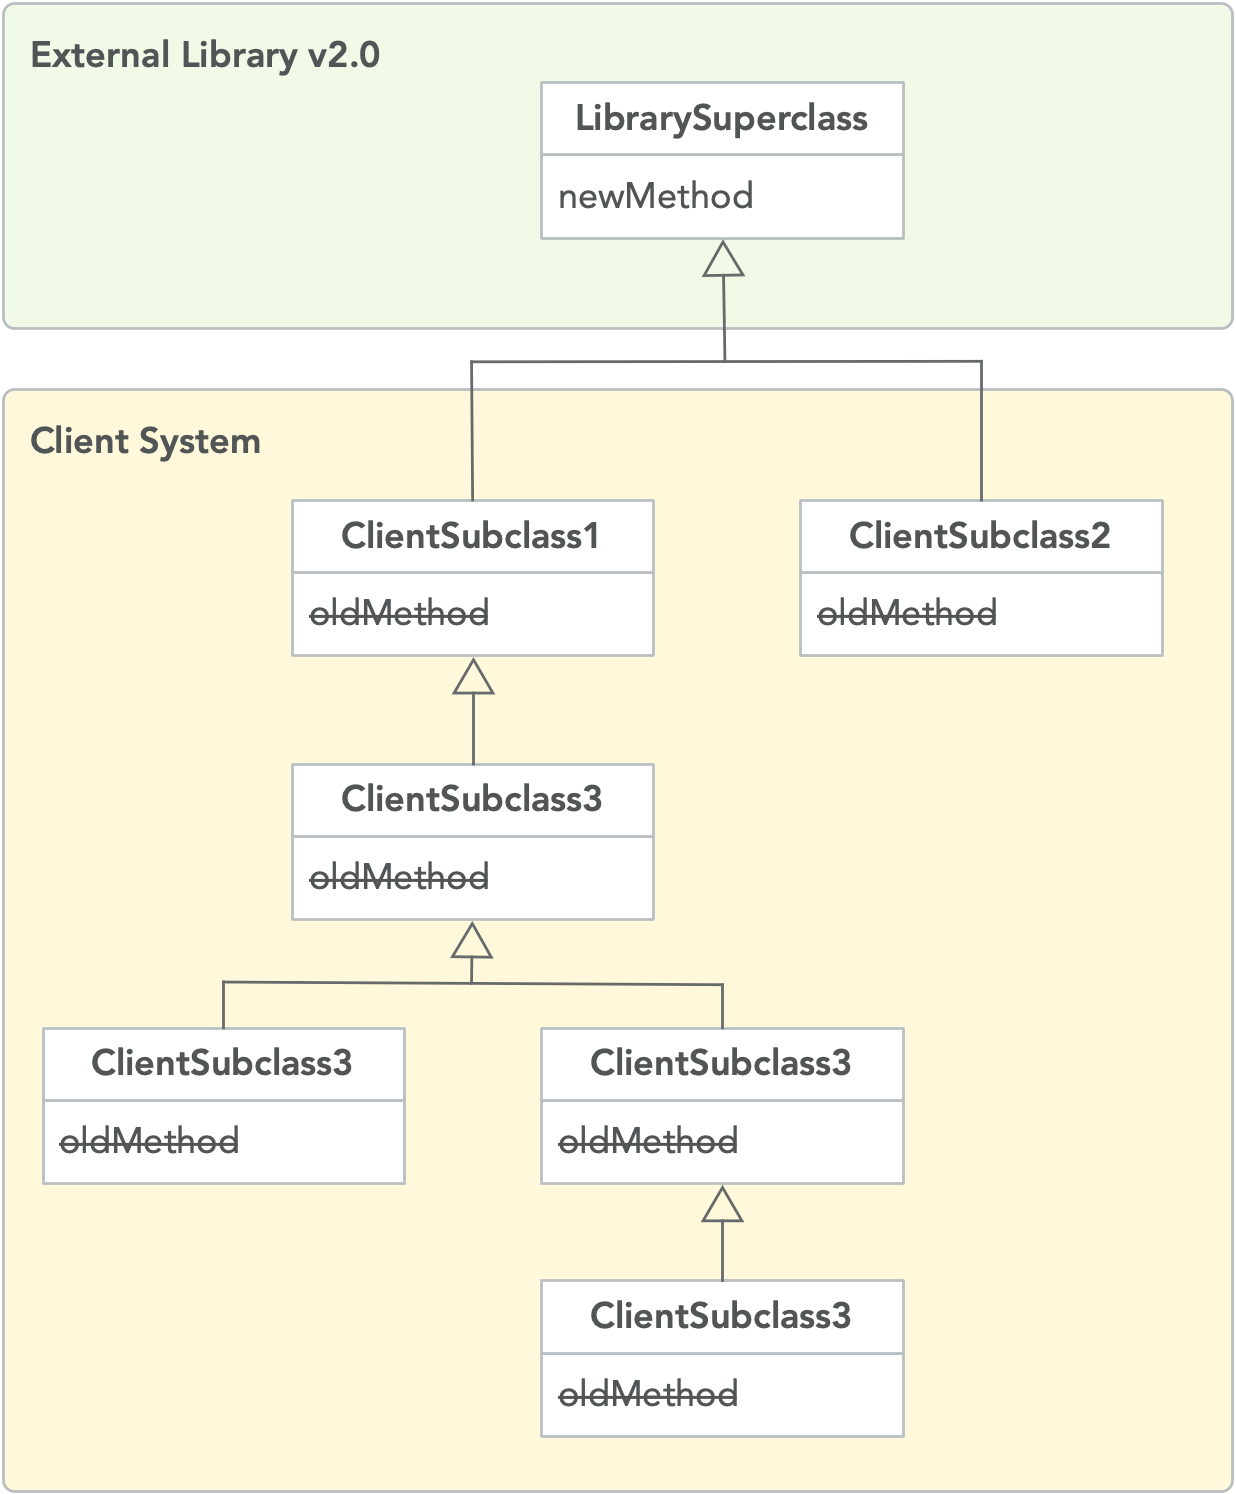 External Library v2.0
LibrarySuperclass
newMethod
Client System
ClientSubclass1
oldMethod
ClientSubclass2
oldMethod
ClientSubclass3
oldMethod
ClientSubclass3
oldMethod
ClientSubclass3
oldMethod
ClientSubclass3
oldMethod